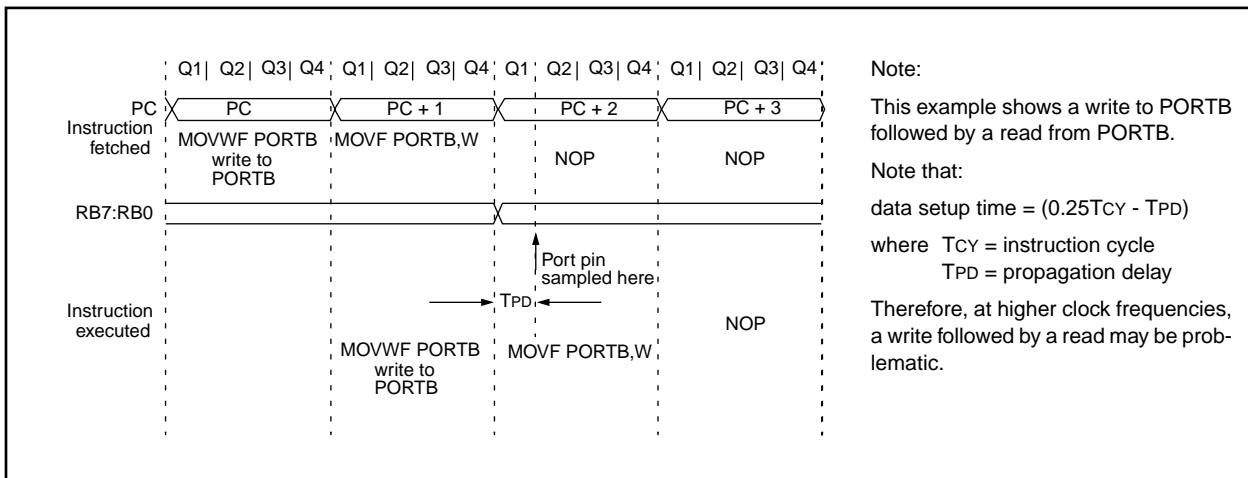 Q1| Q2| Q3| Q4 Q1| Q2| Q3| Q4 Q1 Q2| Q3| Q4 Q1| Q2| Q3| Q4
PC PC PC + 1 PC + 2 PC + 3
Instruction
fetched
MOVWF PORTB
write to
PORTB
MOVF PORTB,W
NOP
NOP
RB7:RB0
Port pin
sampled here
TPD
Instruction
executed
MOVWF PORTB
write to
PORTB
MOVF PORTB,W
NOP
Note:
This example shows a write to PORTB
followed by a read from PORTB.
Note that:
data setup time = (0.25TCY - TPD)
where TCY = instruction cycle
TPD = propagation delay
Therefore, at higher clock frequencies,
a write followed by a read may be prob-
lematic.